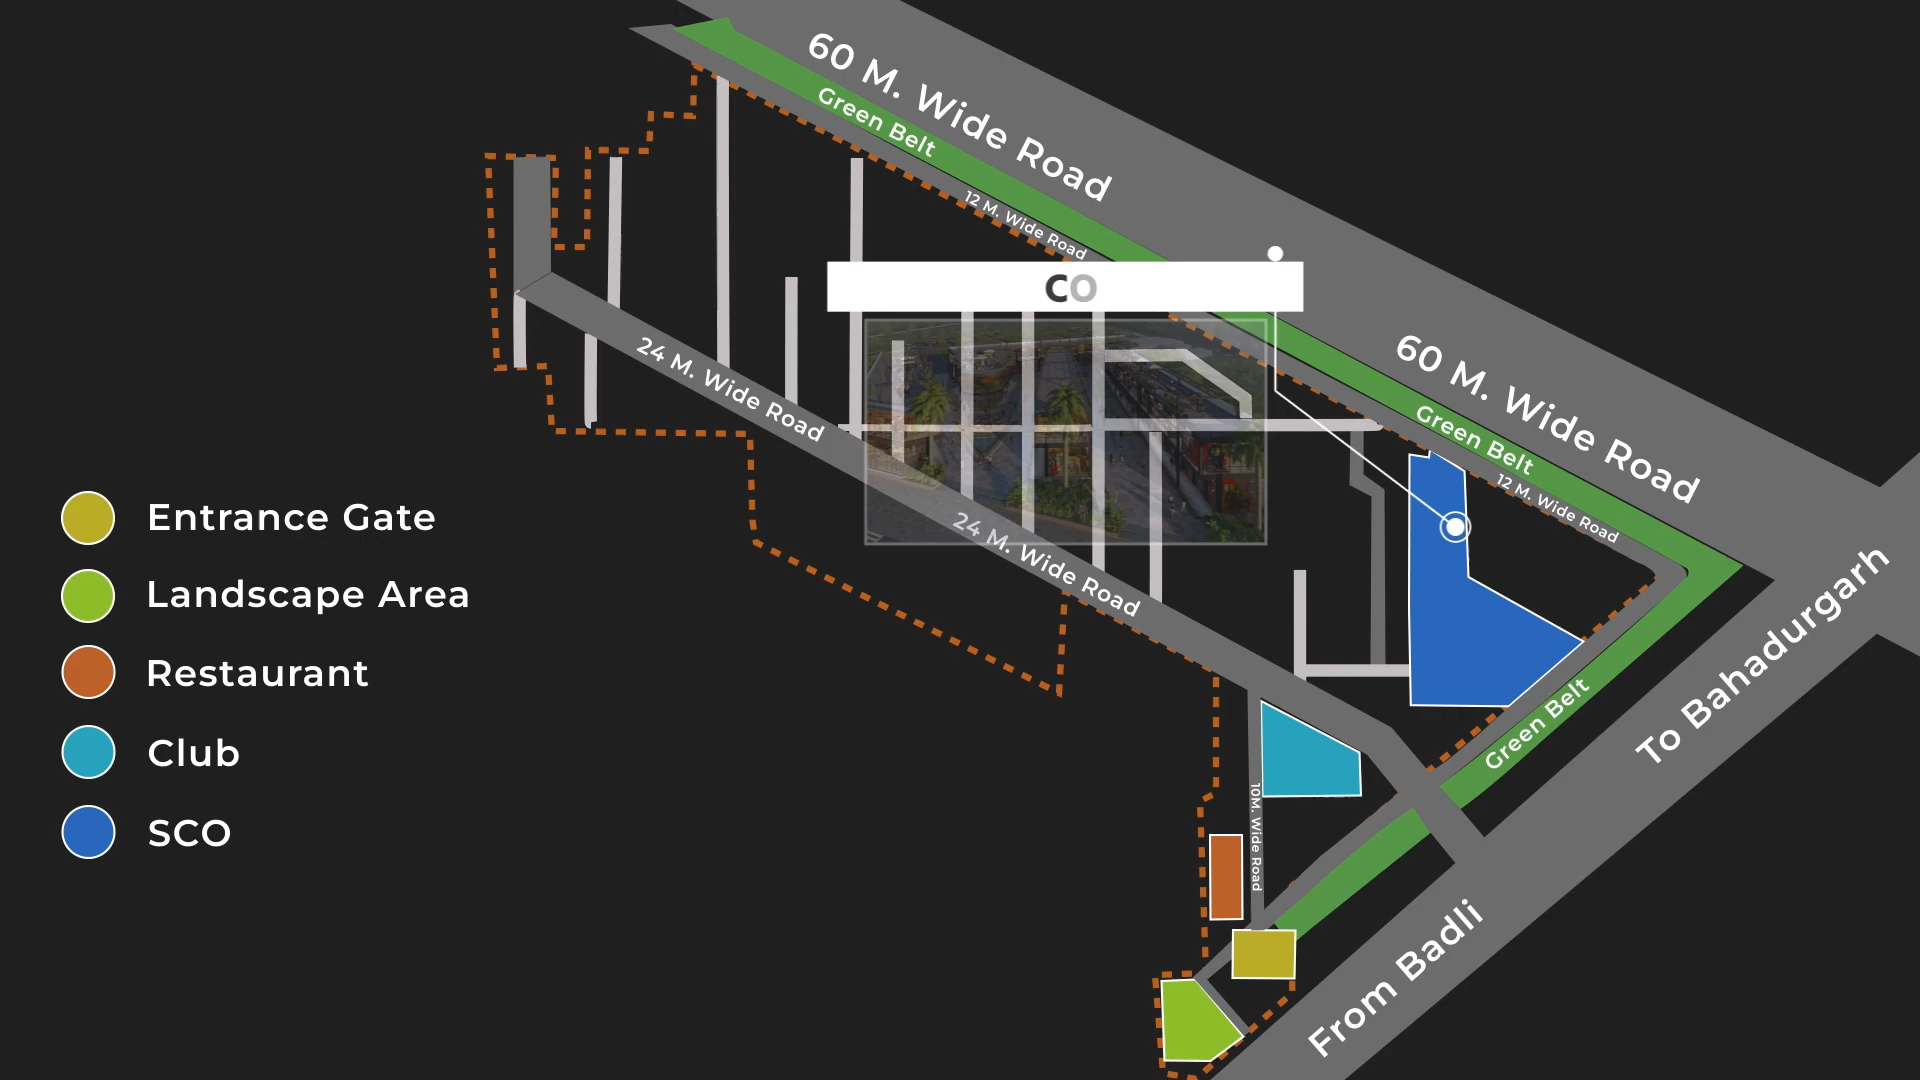 60 M. Wide Road
Green Belt
12 M. Wide Road
CO
24 M. Wide Road
60 M. Wide Road
Green Belt
12 M. Wide Road
24 M. Wide Road
Entrance Gate
Landscape Area
Restaurant
Club
SCO
To Bahadurgarh
Green Belt
10M. Wide Road
From Badli